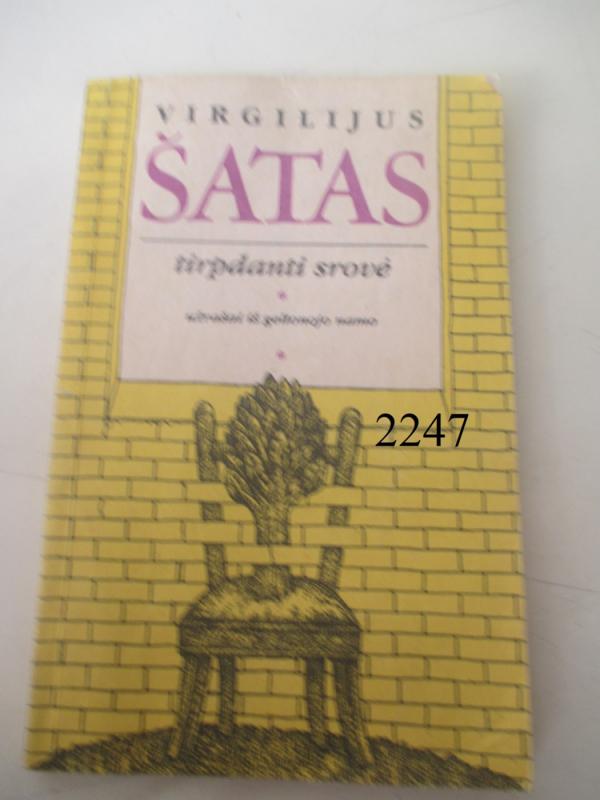 VIRGILIJUS
ŠATAS
tirpdanti srovė
užrašai iš geltonojo namo
2247